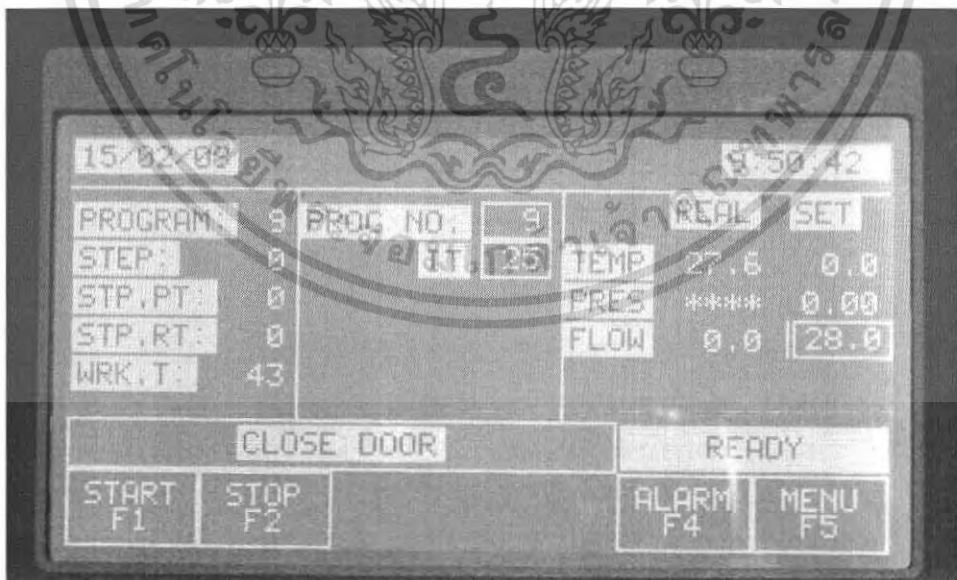 15/02/09 9:50:42
PROGRAM: 9 PROG NO. 9 REAL SET
STEP: 0 IT 25 TEMP 27.6 0.0
STP.PT: 0 PRES **** 0.00
STP.RT: 0 FLOW 0.0 28.0
WRK.T: 43
CLOSE DOOR READY
START STOP ALARM MENU
F1 F2 F4 F5